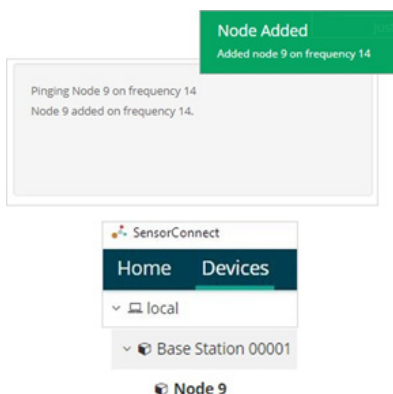 Node Added
Just
Added node 9 on frequency 14
Pinging Node 9 on frequency 14
Node 9 added on frequency 14.
SensorConnect
Home Devices
local
Base Station 00001
Node 9